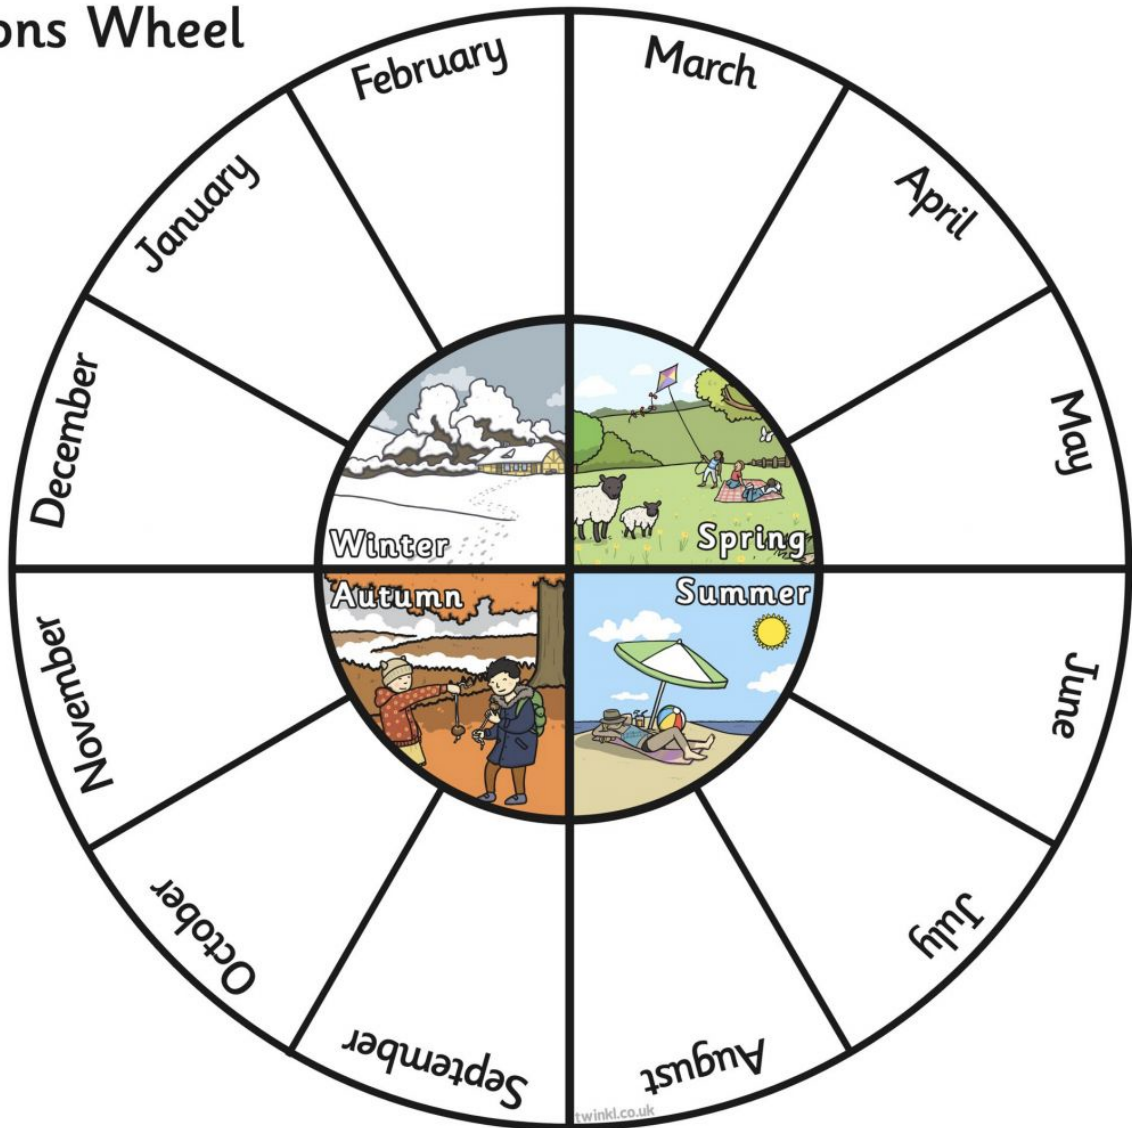 ons Wheel
February
March
January
April
December
May
Winter
Spring
Autumn
Summer
November
June
October
July
September
August
twinkl.co.uk